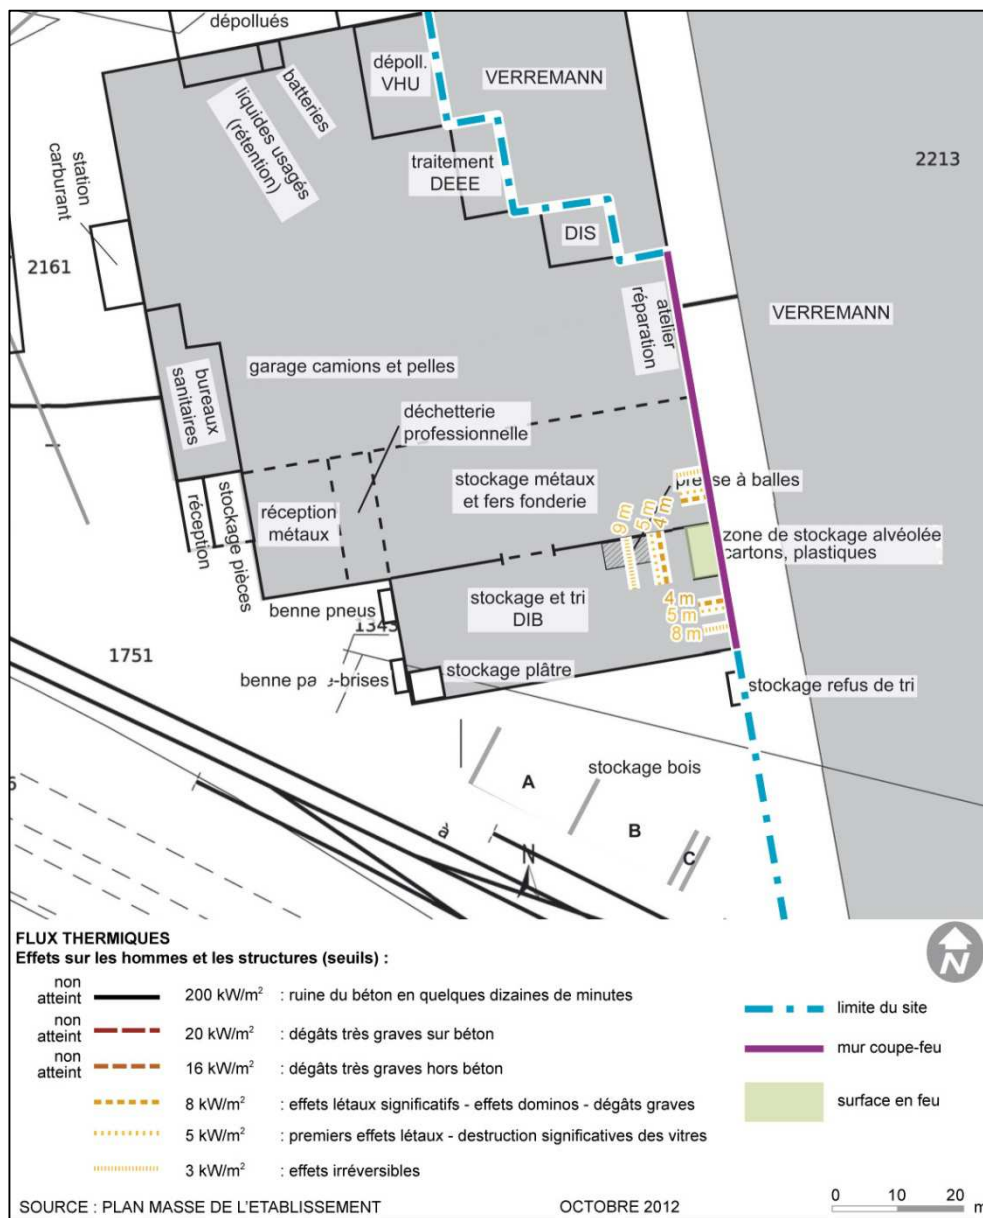 dépollués
dépoll.
VHU
VERREMANN
batteries
liquides usagés
(rétention)
station
carburant
traitement
DEEE
2213
DIS
2161
atelier
réparation
VERREMANN
garage camions et pelles
bureaux
sanitaires
déchetterie
professionnelle
stockage métaux
et fers fonderie
presse à balles
réception
métaux
réception
stockage pièces
9 m
5 m
4 m
zone de stockage alvéolée
cartons, plastiques
stockage et tri
DIB
4 m
5 m
8 m
benne pneus
1343
1751
benne pare-brises
stockage plâtre
stockage refus de tri
stockage bois
A
B
C
à
N
FLUX THERMIQUES
Effets sur les hommes et les structures (seuils) :
non
atteint
200 kW/m² : ruine du béton en quelques dizaines de minutes
non
atteint
20 kW/m² : dégâts très graves sur béton
non
atteint
16 kW/m² : dégâts très graves hors béton
8 kW/m² : effets létaux significatifs - effets dominos - dégâts graves
5 kW/m² : premiers effets létaux - destruction significatives des vitres
3 kW/m² : effets irréversibles
N
limite du site
mur coupe-feu
surface en feu
SOURCE : PLAN MASSE DE L'ETABLISSEMENT
OCTOBRE 2012
0 10 20 m